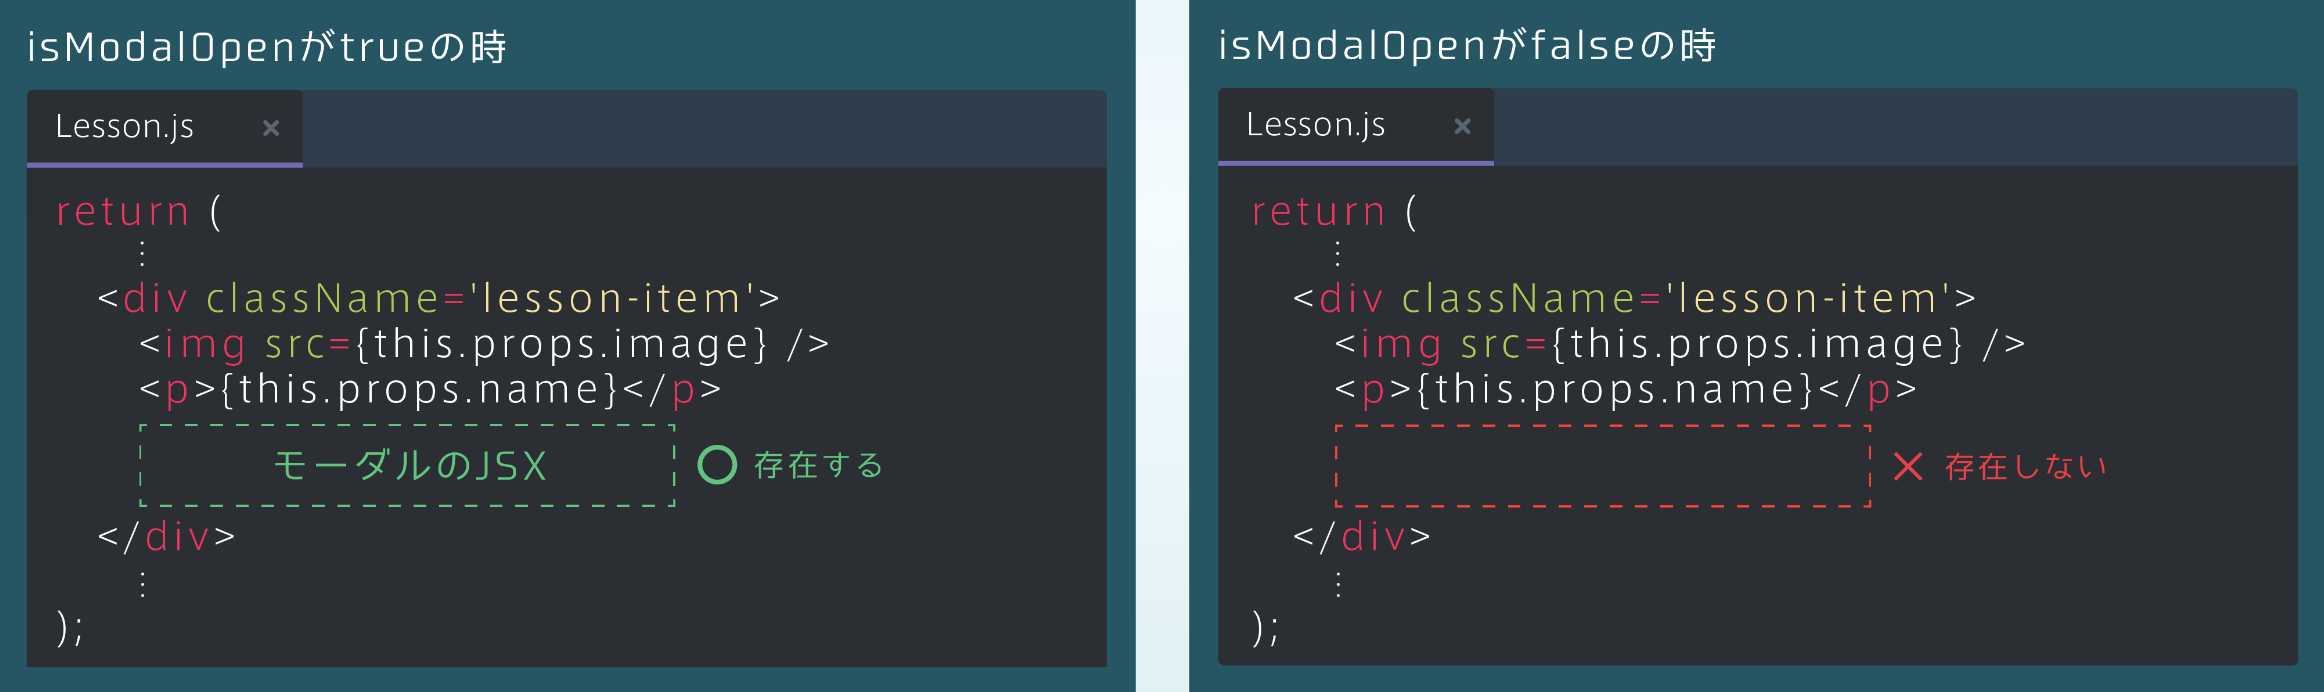 isModalOpenがtrueの時
Lesson.js ×
return (
⋮
<div className='lesson-item'>
<img src={this.props.image} />
<p>{this.props.name}</p>
モーダルのJSX 存在する
</div>
⋮
);
isModalOpenがfalseの時
Lesson.js ×
return (
⋮
<div className='lesson-item'>
<img src={this.props.image} />
<p>{this.props.name}</p>
存在しない
</div>
⋮
);